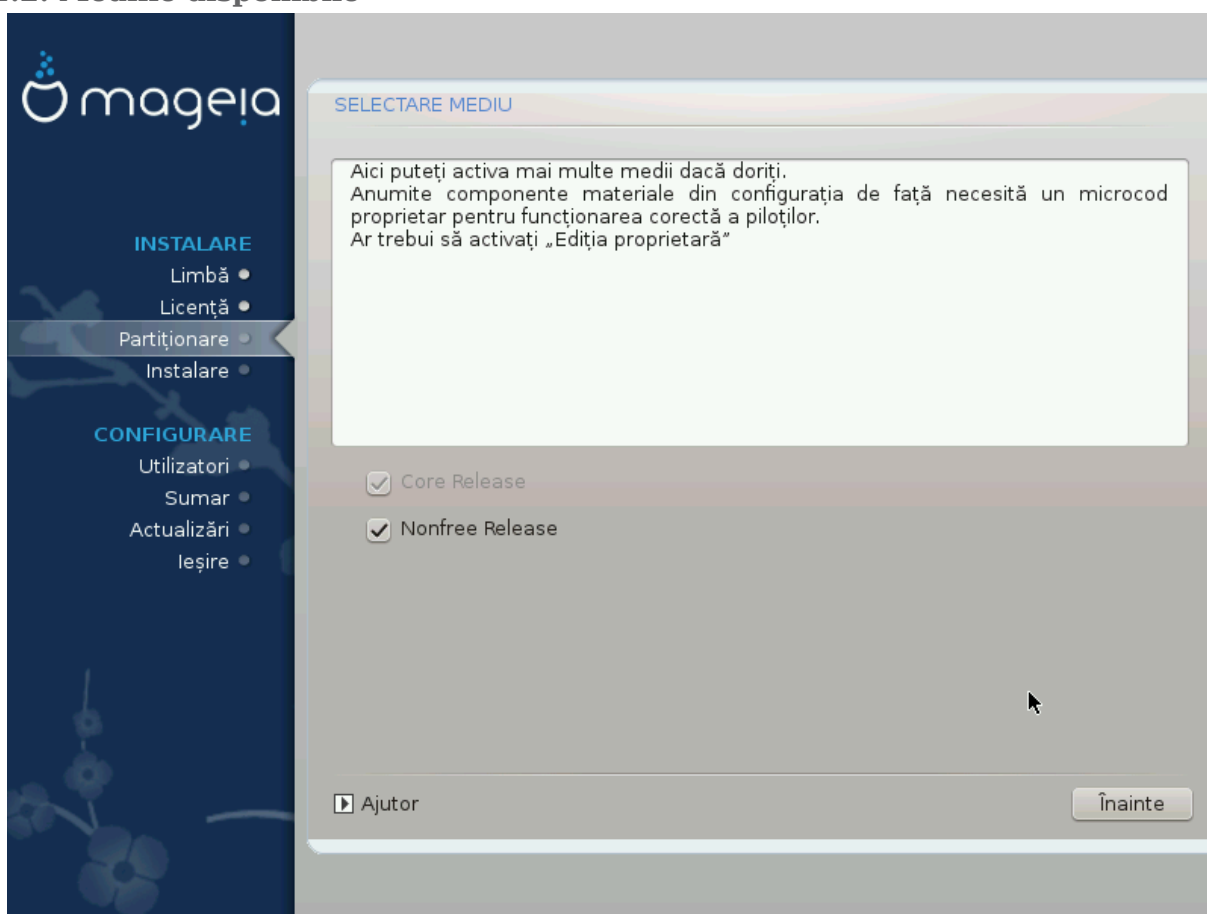 mageia
INSTALARE
Limbă
Licență
Partiționare
Instalare
CONFIGURARE
Utilizatori
Sumar
Actualizări
Ieșire
SELECTARE MEDIU
Aici puteți activa mai multe medii dacă doriți.
Anumite componente materiale din configurația de față necesită un microcod
proprietar pentru funcționarea corectă a piloților.
Ar trebui să activați „Ediția proprietară”
Core Release
Nonfree Release
Ajutor
Înainte